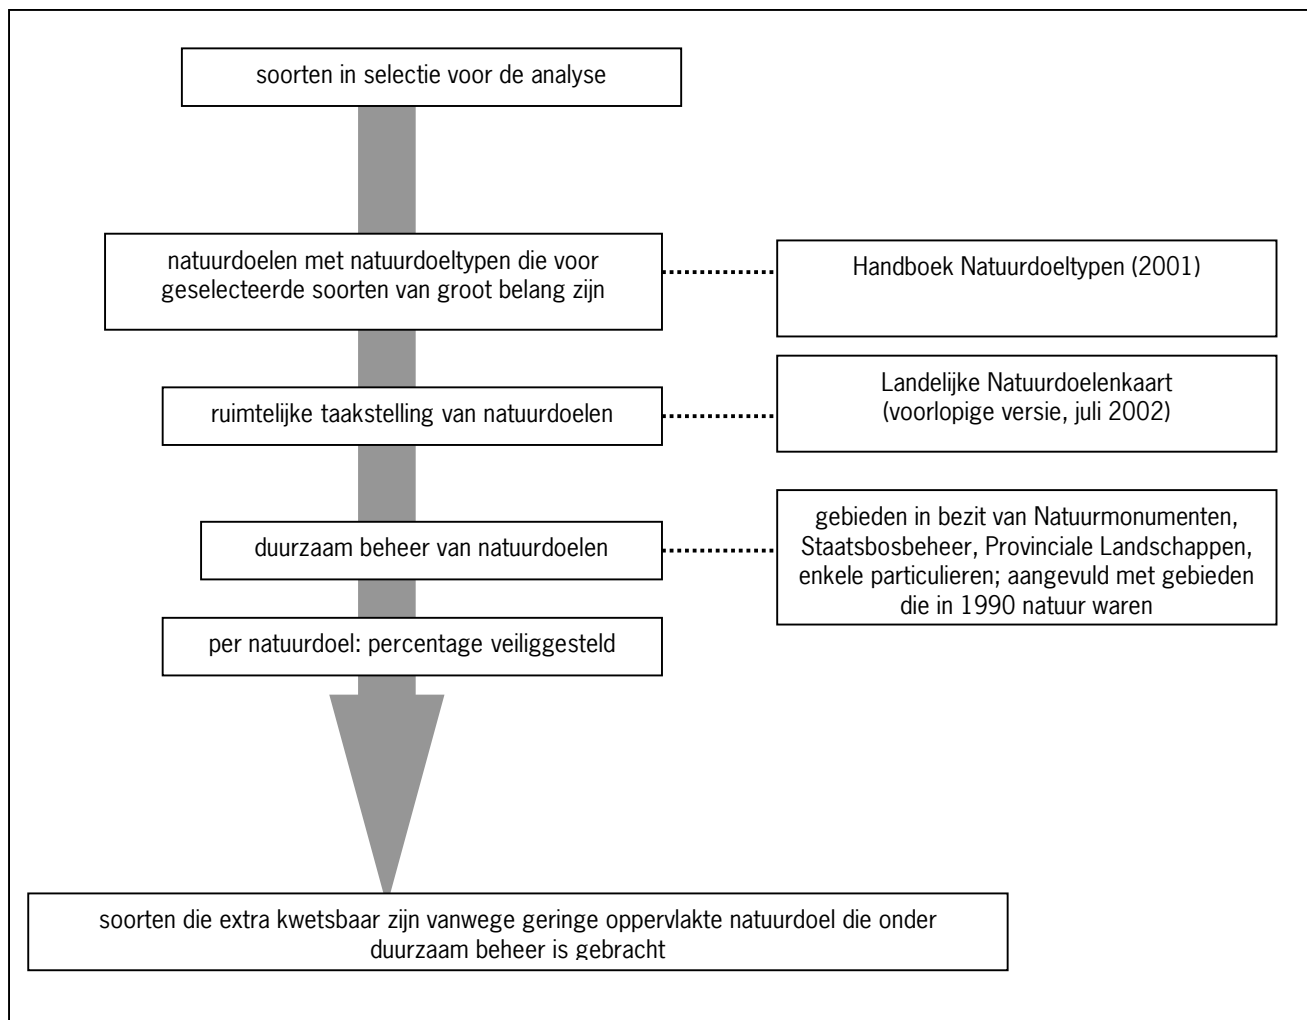 soorten in selectie voor de analyse
natuurdoelen met natuurdoeltypen die voor
geselecteerde soorten van groot belang zijn
Handboek Natuurdoeltypen (2001)
ruimtelijke taakstelling van natuurdoelen
Landelijke Natuurdoelenkaart
(voorlopige versie, juli 2002)
duurzaam beheer van natuurdoelen
gebieden in bezit van Natuurmonumenten,
Staatsbosbeheer, Provinciale Landschappen,
enkele particulieren; aangevuld met gebieden
die in 1990 natuur waren
per natuurdoel: percentage veiliggesteld
soorten die extra kwetsbaar zijn vanwege geringe oppervlakte natuurdoel die onder
duurzaam beheer is gebracht